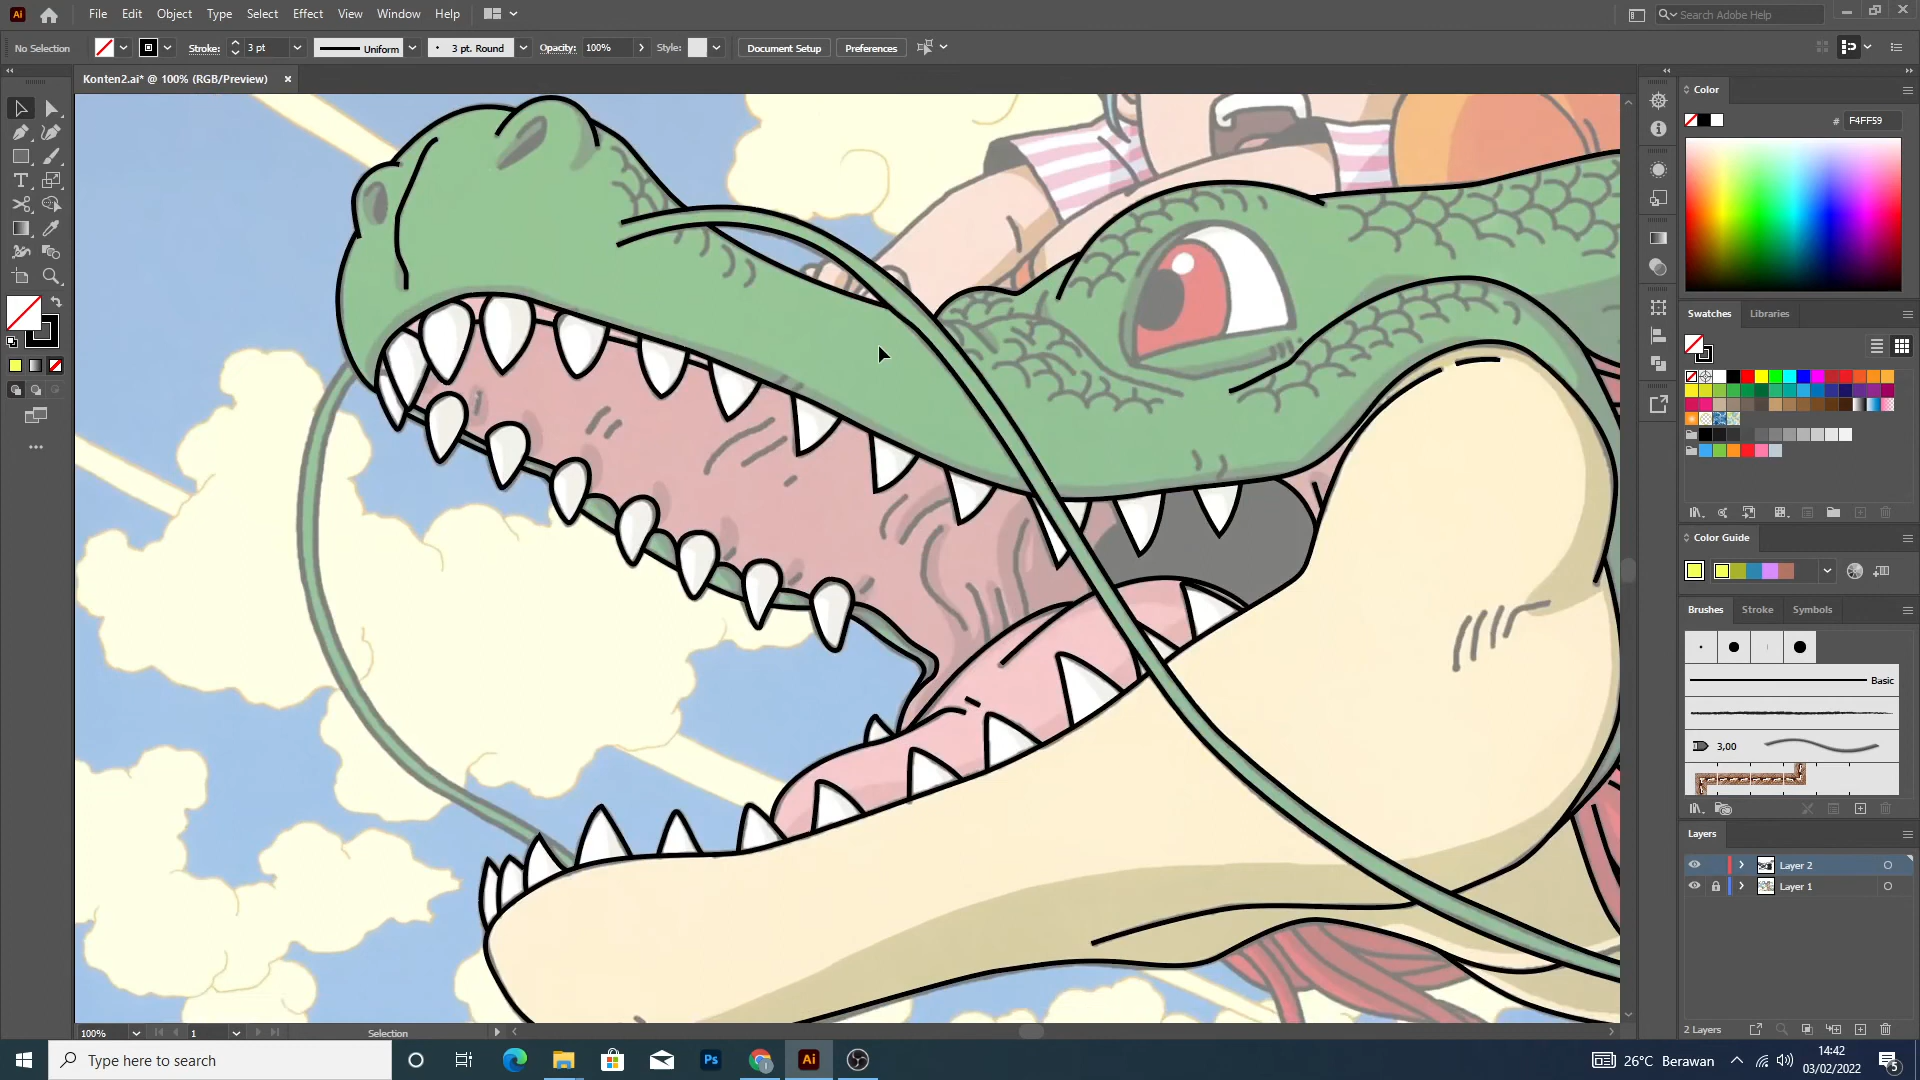 Ai
File Edit Object Type Select Effect View Window Help
Search Adobe Help
No Selection
Stroke: 3 pt
Uniform
3 pt. Round
Opacity: 100%
Style:
Document Setup
Preferences
Konten2.ai* @ 100% (RGB/Preview) ×
Color
# F4FF59
Swatches Libraries
Color Guide
Brushes Stroke Symbols
Basic
3,00
Layers
Layer 2
Layer 1
2 Layers
100% 1 Selection
Type here to search
Ps Ai
26°C Berawan
14:42
03/02/2022
5